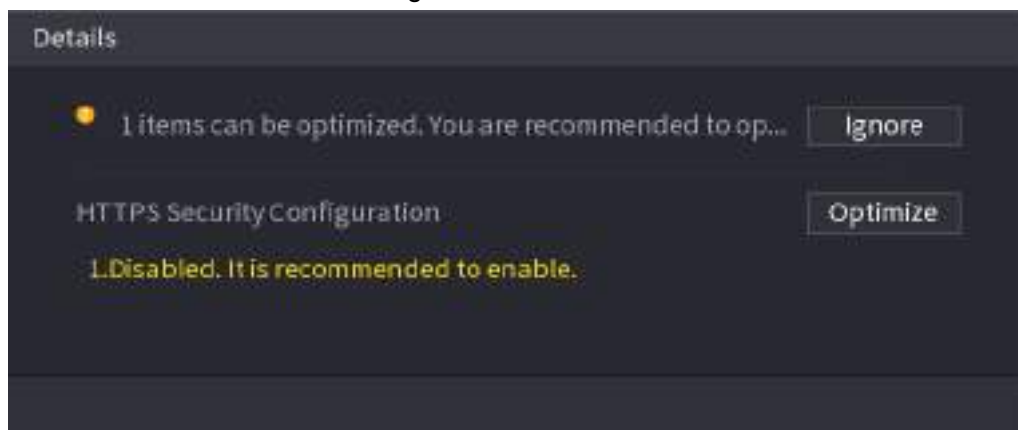 Details
1 items can be optimized. You are recommended to op... Ignore
HTTPS Security Configuration Optimize
1.Disabled. It is recommended to enable.